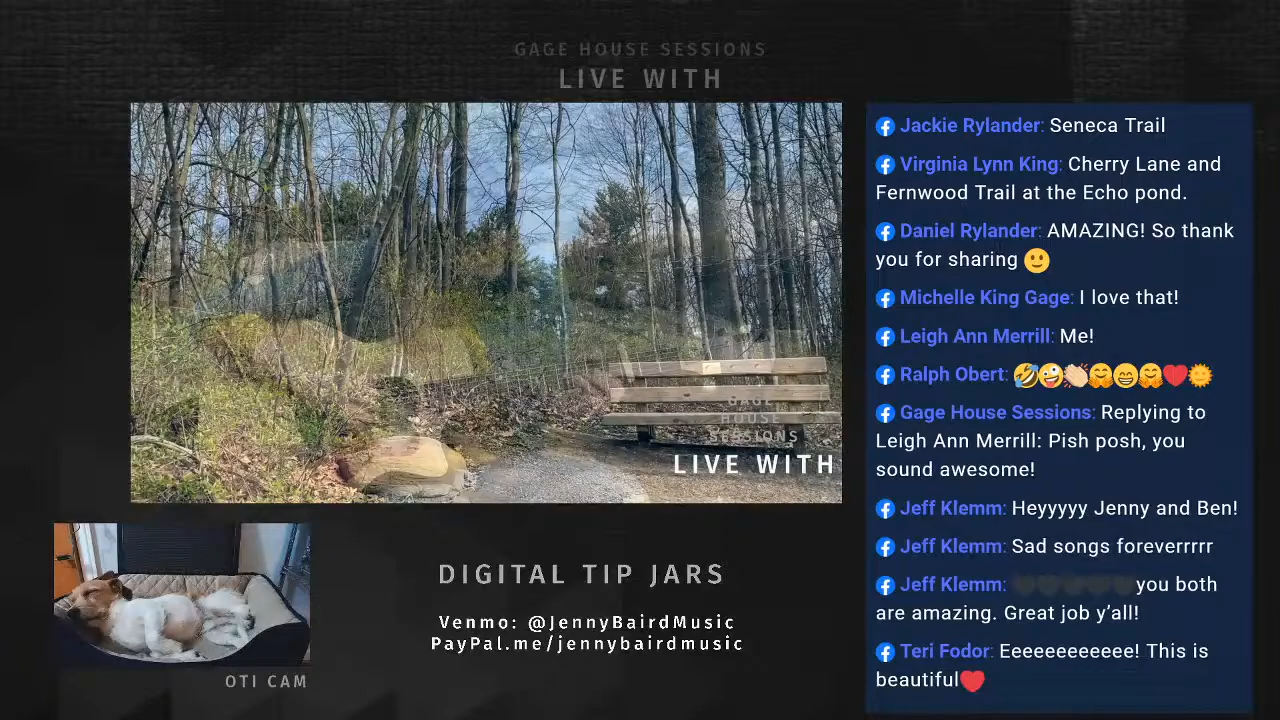 GAGE HOUSE SESSIONS
LIVE WITH
GAGE
HOUSE
SESSIONS
LIVE WITH
OTI CAM
DIGITAL TIP JARS
Venmo: @JennyBairdMusic
PayPal.me/jennybairdmusic
Jackie Rylander: Seneca Trail
Virginia Lynn King: Cherry Lane and
Fernwood Trail at the Echo pond.
Daniel Rylander: AMAZING! So thank
you for sharing 🙂
Michelle King Gage: I love that!
Leigh Ann Merrill: Me!
Ralph Obert: 🤣🤪👏🏻🤗😁🤗❤️🌞
Gage House Sessions: Replying to
Leigh Ann Merrill: Pish posh, you
sound awesome!
Jeff Klemm: Heyyyyy Jenny and Ben!
Jeff Klemm: Sad songs foreverrrrr
Jeff Klemm: 🖤🖤🖤🖤🖤you both
are amazing. Great job y’all!
Teri Fodor: Eeeeeeeeeeee! This is
beautiful❤️